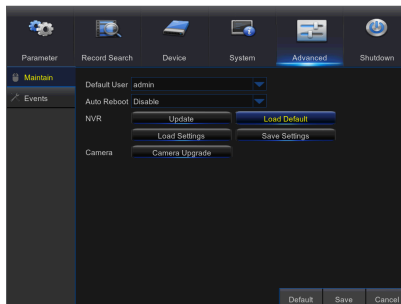 Parameter Record Search Device System Advanced Shutdown
Maintain
Events
Default User admin
Auto Reboot Disable
NVR Update Load Default
Load Settings Save Settings
Camera Camera Upgrade
Default Save Cancel